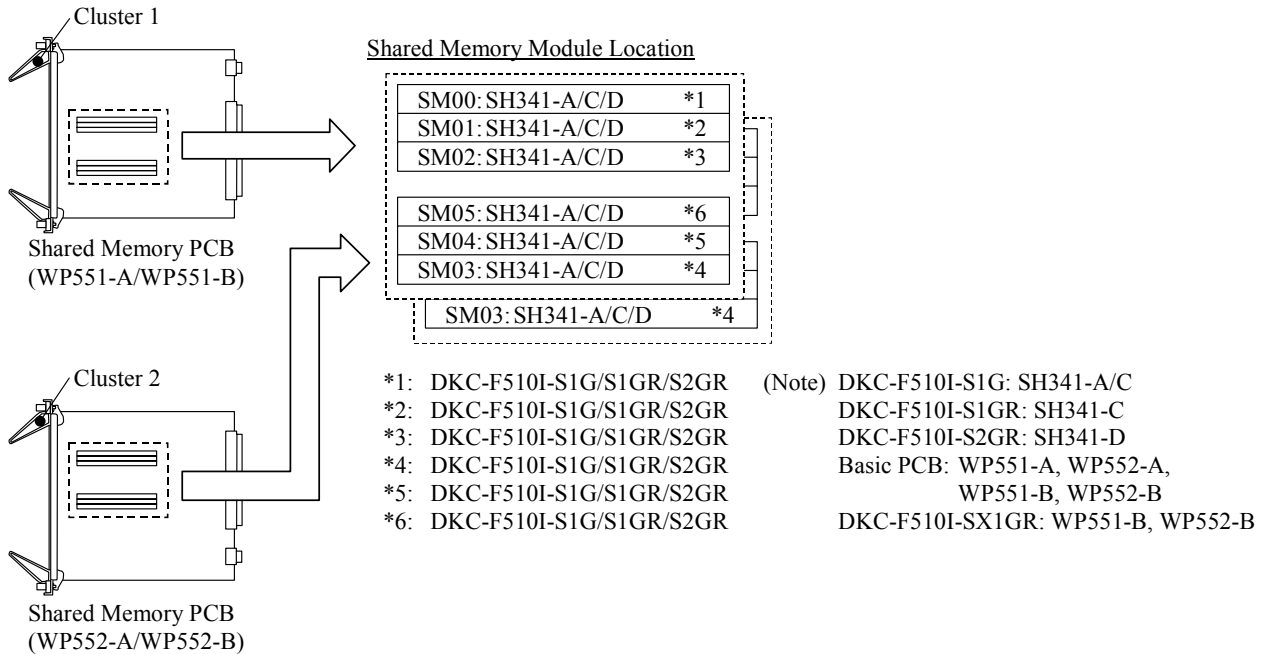 Cluster 1
Shared Memory PCB
(WP551-A/WP551-B)
Cluster 2
Shared Memory PCB
(WP552-A/WP552-B)
Shared Memory Module Location
SM00: SH341-A/C/D *1
SM01: SH341-A/C/D *2
SM02: SH341-A/C/D *3
SM05: SH341-A/C/D *6
SM04: SH341-A/C/D *5
SM03: SH341-A/C/D *4
SM03: SH341-A/C/D *4
*1: DKC-F510I-S1G/S1GR/S2GR
*2: DKC-F510I-S1G/S1GR/S2GR
*3: DKC-F510I-S1G/S1GR/S2GR
*4: DKC-F510I-S1G/S1GR/S2GR
*5: DKC-F510I-S1G/S1GR/S2GR
*6: DKC-F510I-S1G/S1GR/S2GR
(Note) DKC-F510I-S1G: SH341-A/C
DKC-F510I-S1GR: SH341-C
DKC-F510I-S2GR: SH341-D
Basic PCB: WP551-A, WP552-A,
WP551-B, WP552-B
DKC-F510I-SX1GR: WP551-B, WP552-B